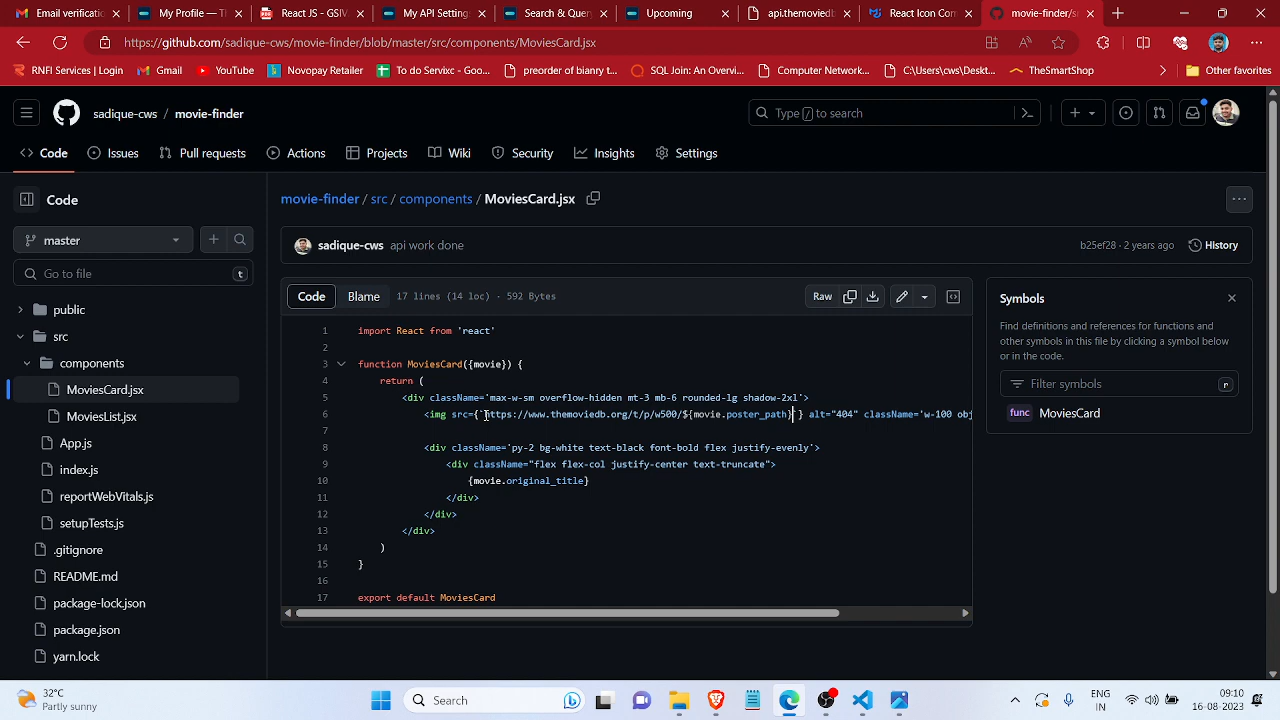 Email verification
My Profile — Th
React JS - GSIV
My API Setting
Search & Query
Upcoming
api.themoviedb
React Icon Com
movie-finder/sr
https://github.com/sadique-cws/movie-finder/blob/master/src/components/MoviesCard.jsx
RNFI Services | Login
Gmail
YouTube
Novopay Retailer
To do Servixc - Goo...
preorder of bianry t...
SQL Join: An Overvi...
Computer Network...
C:\Users\cws\Deskt...
TheSmartShop
Other favorites
sadique-cws / movie-finder
Type / to search
Code
Issues
Pull requests
Actions
Projects
Wiki
Security
Insights
Settings
Code
master
Go to file
t
public
src
components
MoviesCard.jsx
MoviesList.jsx
App.js
index.js
reportWebVitals.js
setupTests.js
.gitignore
README.md
package-lock.json
package.json
yarn.lock
movie-finder / src / components / MoviesCard.jsx
sadique-cws api work done
b25ef28 · 2 years ago
History
Code
Blame
17 lines (14 loc) · 592 Bytes
Raw
1 import React from 'react'
2
3 function MoviesCard({movie}) {
4 return (
5 <div className='max-w-sm overflow-hidden mt-3 mb-6 rounded-lg shadow-2xl'>
6 <img src={`https://www.themoviedb.org/t/p/w500/${movie.poster_path}`} alt="404" className='w-100 obj
7
8 <div className='py-2 bg-white text-black font-bold flex justify-evenly'>
9 <div className="flex flex-col justify-center text-truncate">
10 {movie.original_title}
11 </div>
12 </div>
13 </div>
14 )
15 }
16
17 export default MoviesCard
Symbols
Find definitions and references for functions and
other symbols in this file by clicking a symbol below
or in the code.
Filter symbols
r
func MoviesCard
32°C
Partly sunny
Search
ENG
IN
09:10
16-08-2023